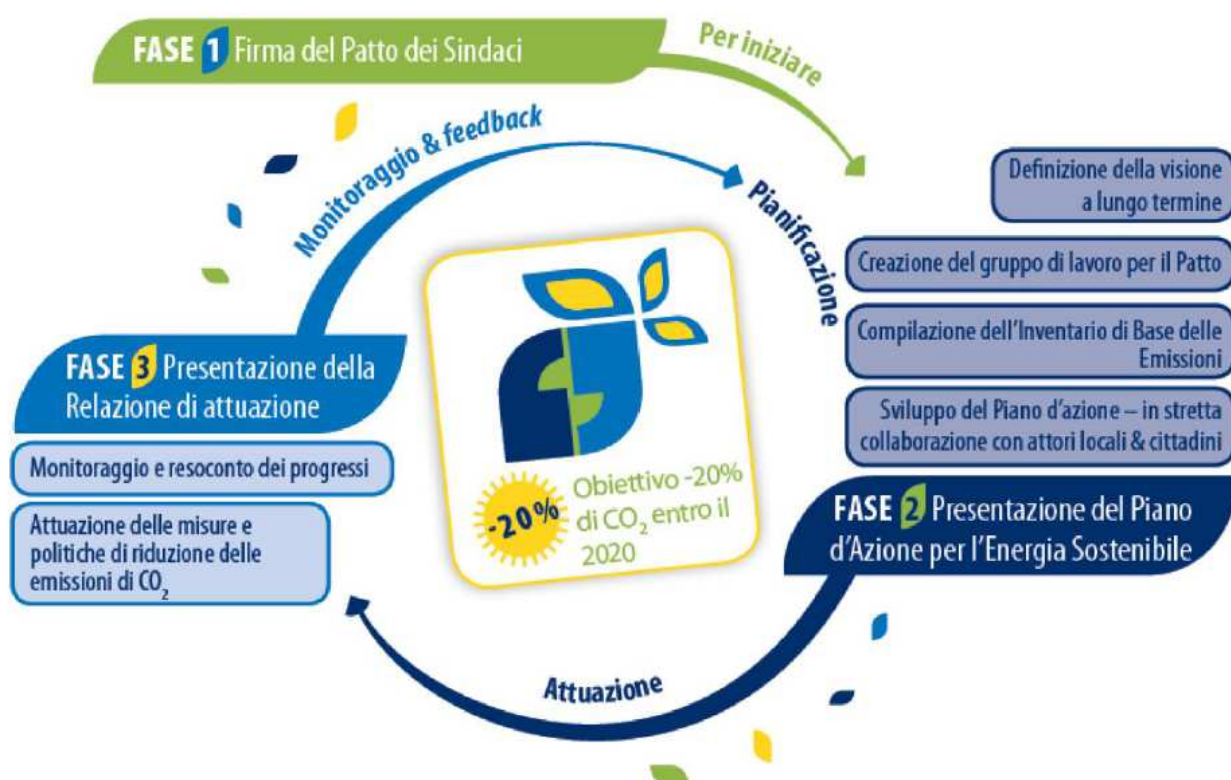 FASE 1 Firma del Patto dei Sindaci
Per iniziare
Monitoraggio & feedback
Pianificazione
Definizione della visione
a lungo termine
Creazione del gruppo di lavoro per il Patto
Compilazione dell'Inventario di Base delle
Emissioni
Sviluppo del Piano d'azione – in stretta
collaborazione con attori locali & cittadini
FASE 2 Presentazione del Piano
d'Azione per l'Energia Sostenibile
Attuazione
FASE 3 Presentazione della
Relazione di attuazione
Monitoraggio e resoconto dei progressi
Attuazione delle misure e
politiche di riduzione delle
emissioni di CO₂
-20%
Obiettivo -20%
di CO₂ entro il
2020